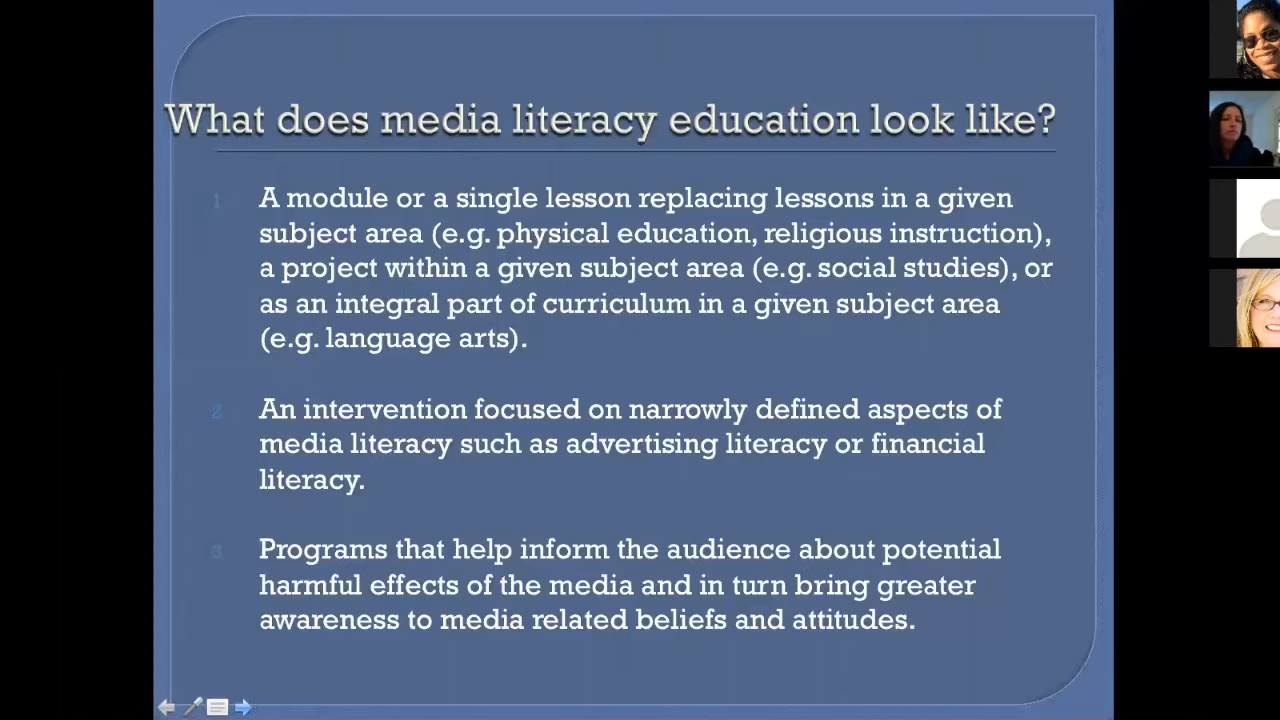 What does media literacy education look like?
1 A module or a single lesson replacing lessons in a given
subject area (e.g. physical education, religious instruction),
a project within a given subject area (e.g. social studies), or
as an integral part of curriculum in a given subject area
(e.g. language arts).
2 An intervention focused on narrowly defined aspects of
media literacy such as advertising literacy or financial
literacy.
3 Programs that help inform the audience about potential
harmful effects of the media and in turn bring greater
awareness to media related beliefs and attitudes.